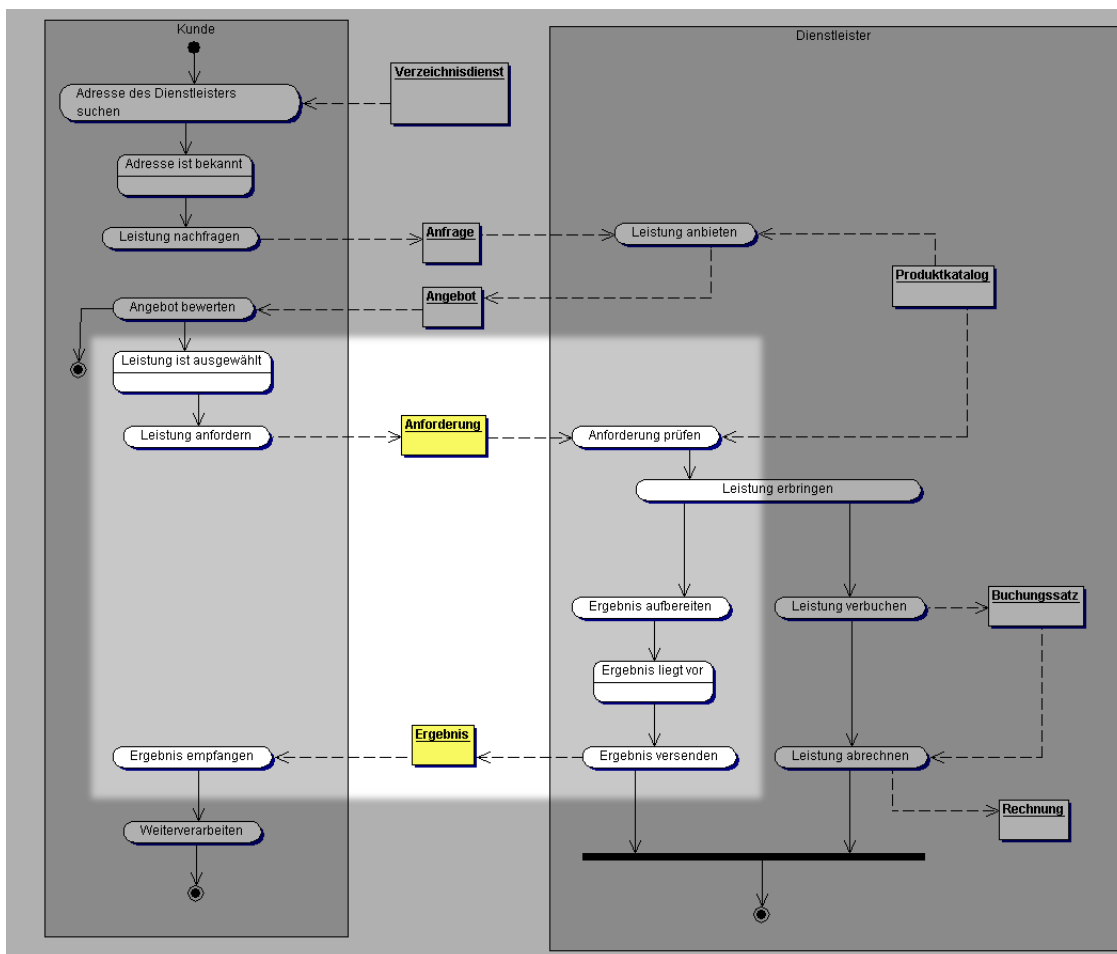 Kunde
Dienstleister
Verzeichnisdienst
Adresse des Dienstleisters
suchen
Adresse ist bekannt
Leistung nachfragen
Anfrage
Leistung anbieten
Produktkatalog
Angebot
Angebot bewerten
Leistung ist ausgewählt
Leistung anfordern
Anforderung
Anforderung prüfen
Leistung erbringen
Ergebnis aufbereiten
Leistung verbuchen
Buchungssatz
Ergebnis liegt vor
Ergebnis empfangen
Ergebnis
Ergebnis versenden
Leistung abrechnen
Rechnung
Weiterverarbeiten